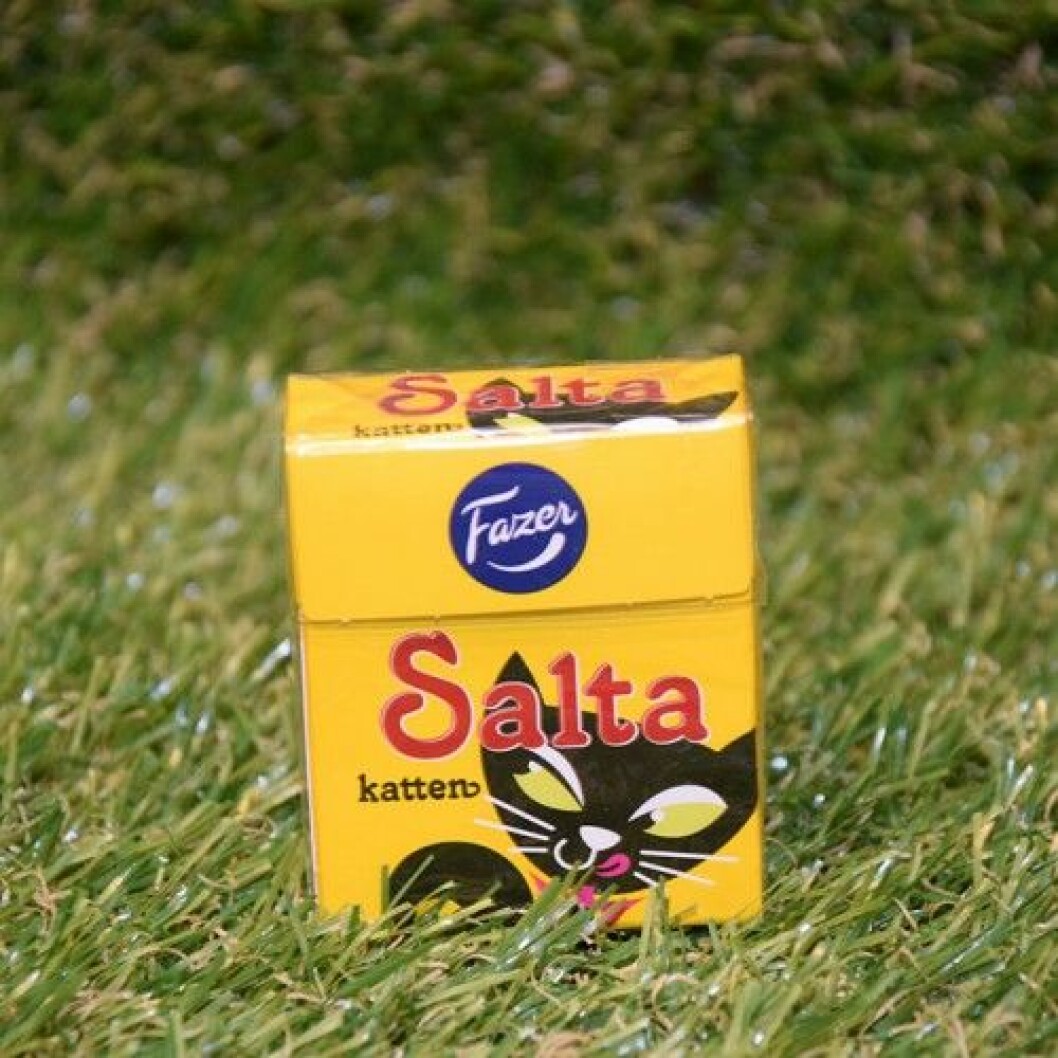 Salta
katten
Fazer
Salta
katten